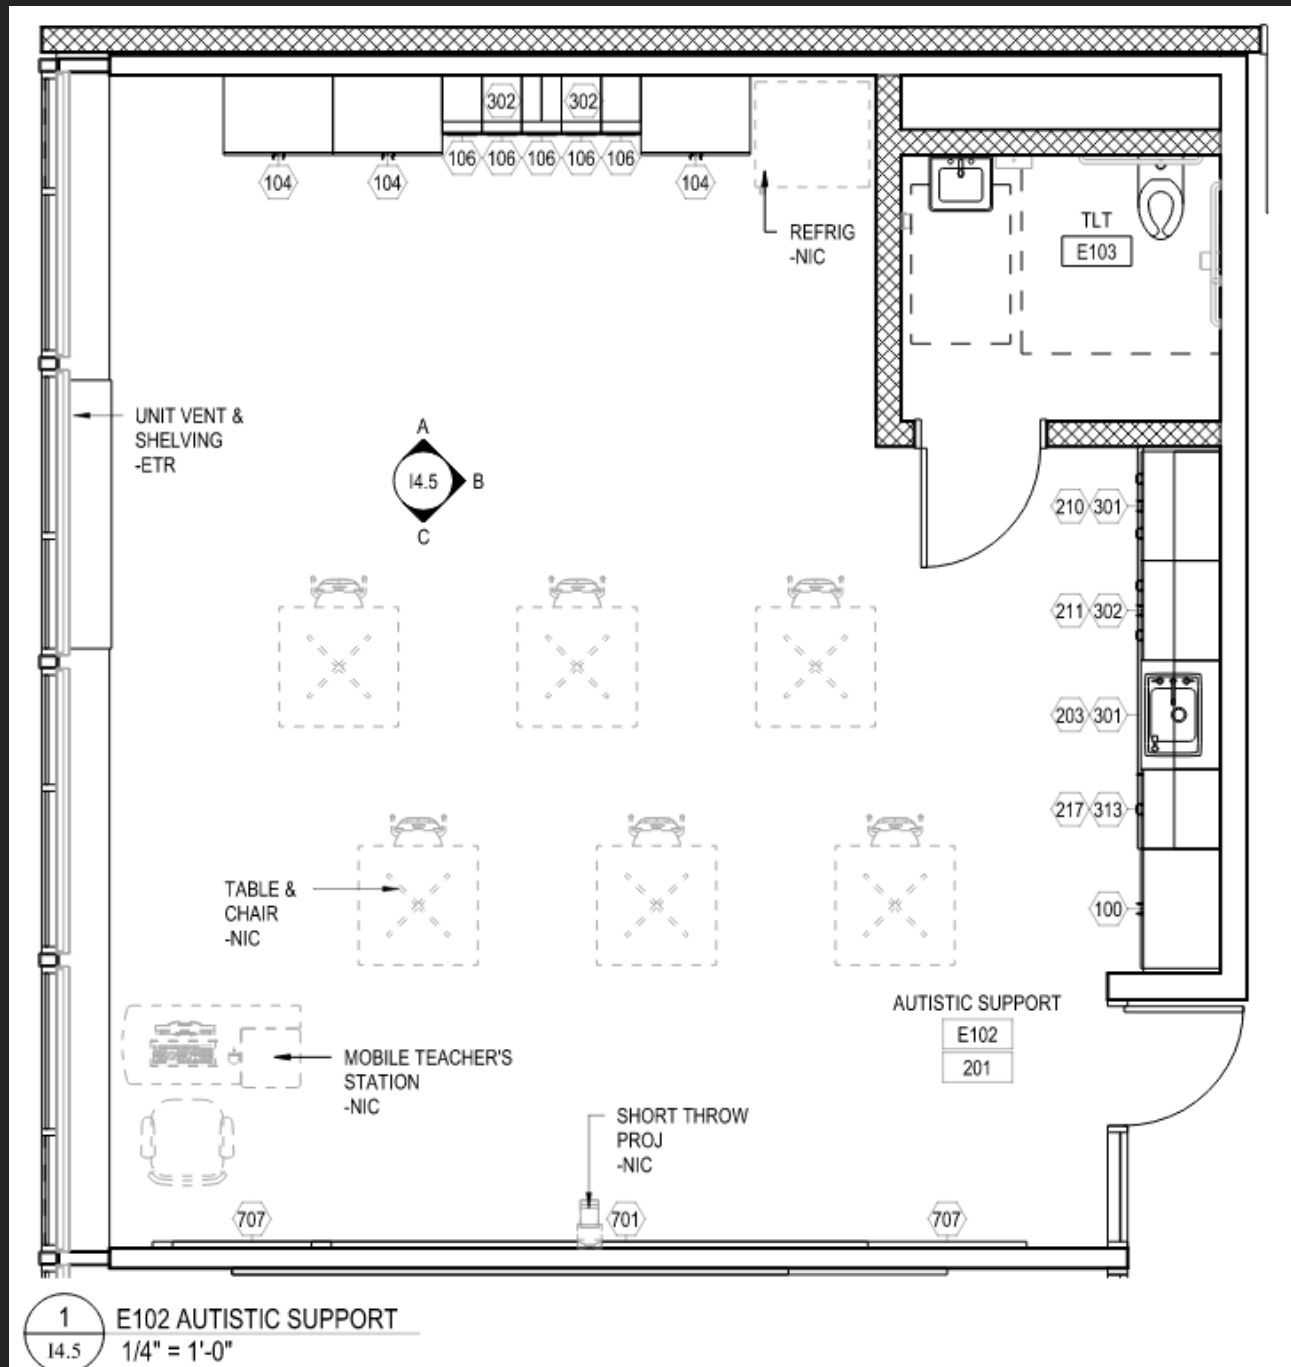 302
302
106
106
106
106
106
104
104
104
REFRIG
-NIC
TLT
E103
UNIT VENT &
SHELVING
-ETR
A
I4.5
B
C
210 301
211 302
203 301
217 313
100
TABLE &
CHAIR
-NIC
AUTISTIC SUPPORT
E102
201
MOBILE TEACHER'S
STATION
-NIC
SHORT THROW
PROJ
-NIC
707
701
707
1
I4.5
E102 AUTISTIC SUPPORT
1/4" = 1'-0"